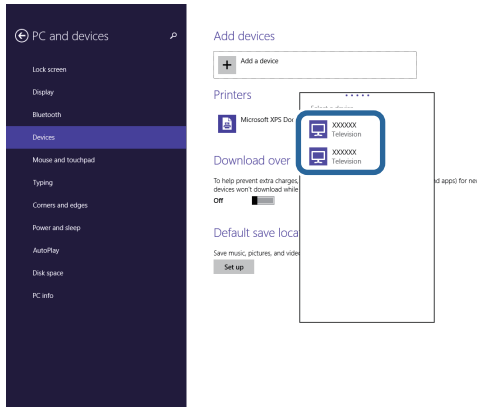 PC and devices
Lock screen
Display
Bluetooth
Devices
Mouse and touchpad
Typing
Corners and edges
Power and sleep
AutoPlay
Disk space
PC info
Add devices
Add a device
Printers
Microsoft XPS Doc
Download over
To help prevent extra charges,
nd apps) for new
devices won't download while
Off
Default save loca
Save music, pictures, and video
Set up
XXXXXX
Television
XXXXXX
Television